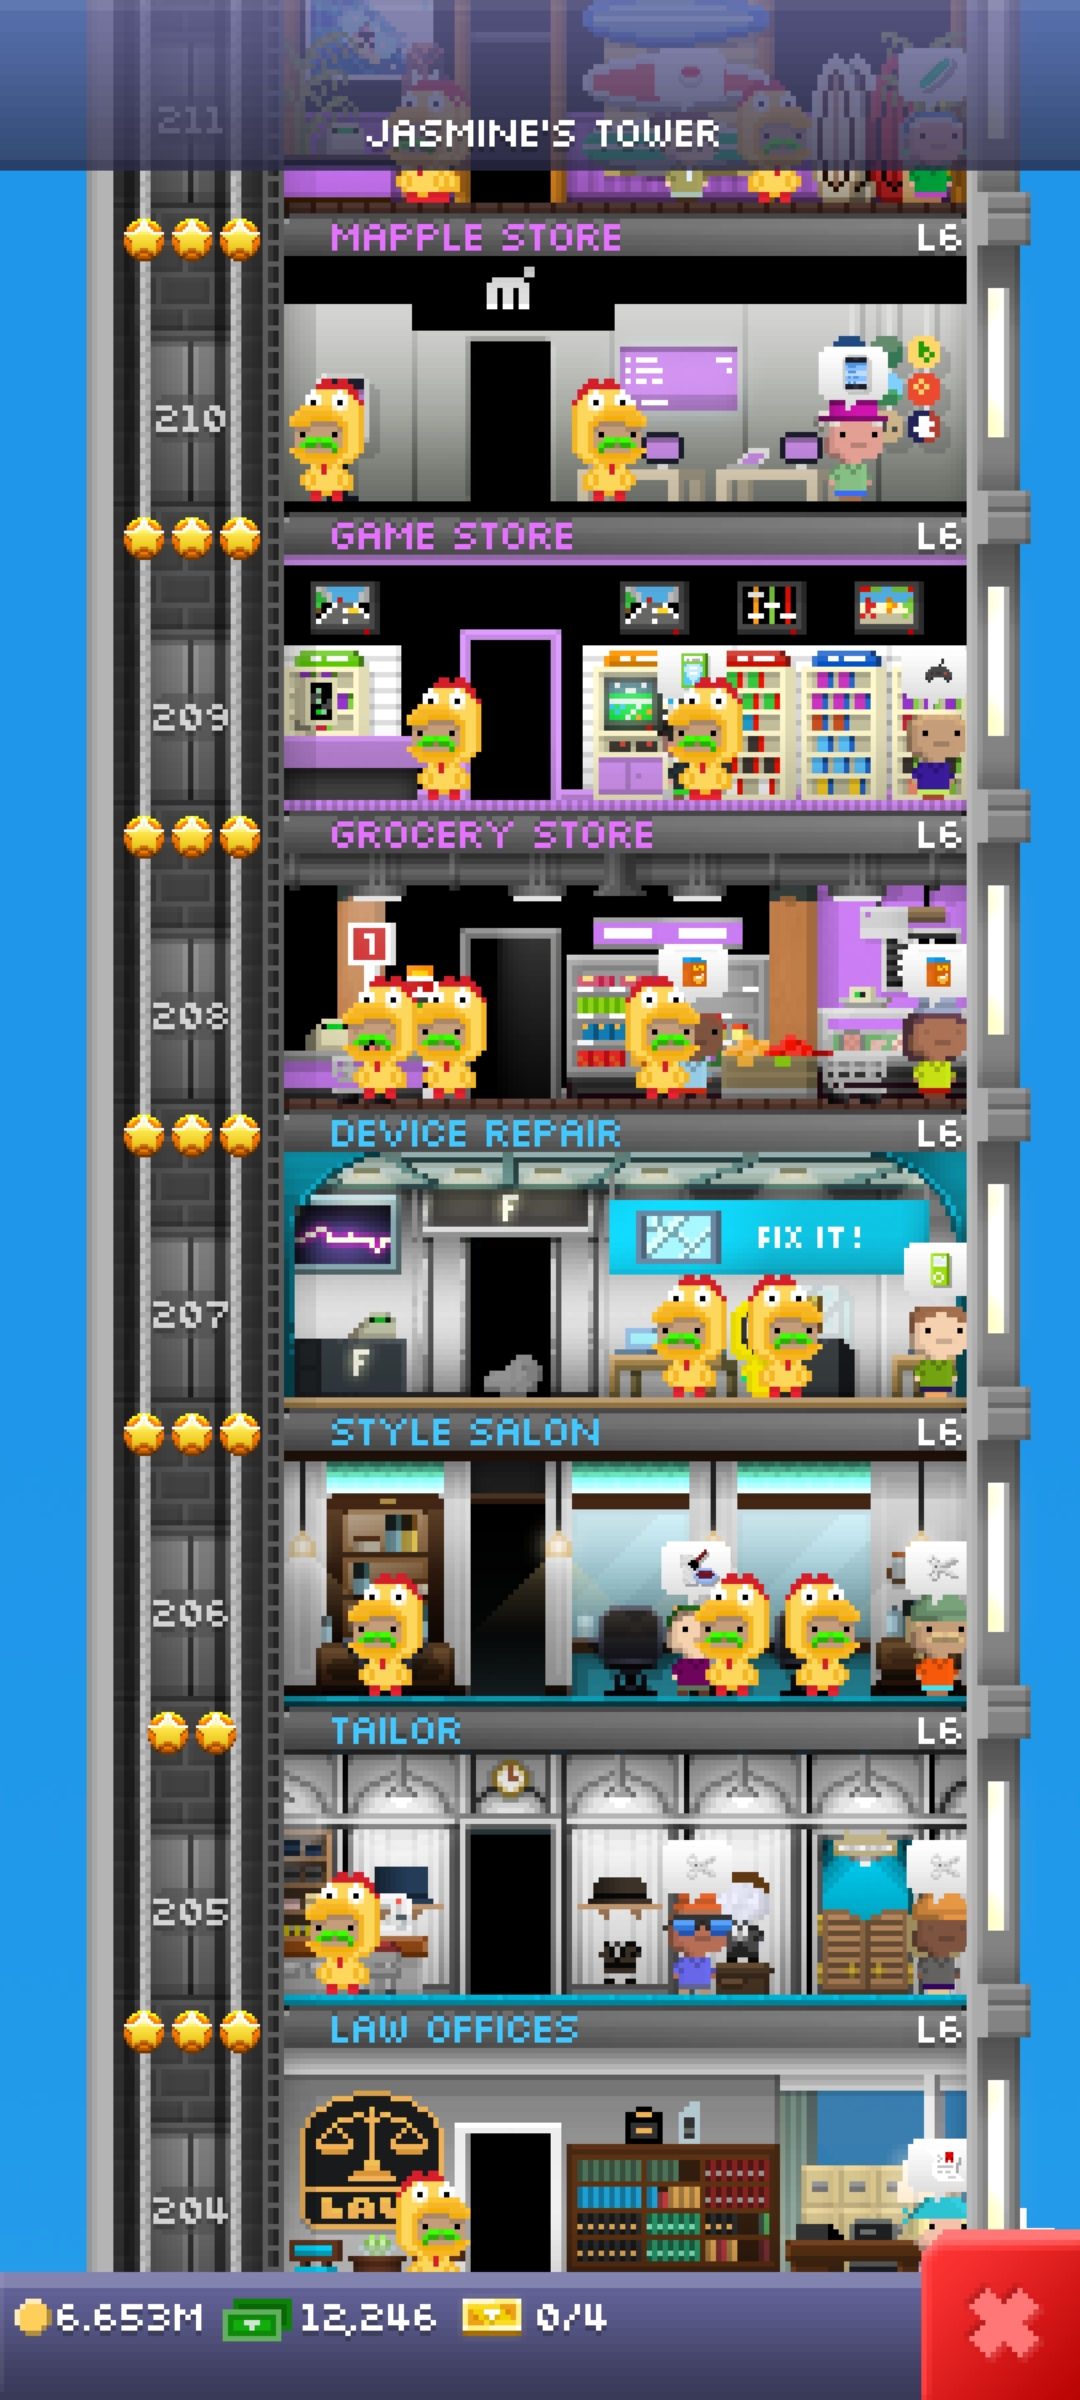 211
JASMINE'S TOWER
MAPPLE STORE L6
m
210
GAME STORE L6
209
GROCERY STORE L6
1
208
DEVICE REPAIR L6
F
FIX IT!
207
F
STYLE SALON L6
206
TAILOR L6
205
LAW OFFICES L6
204
LAW
6.653M 12,246 0/4